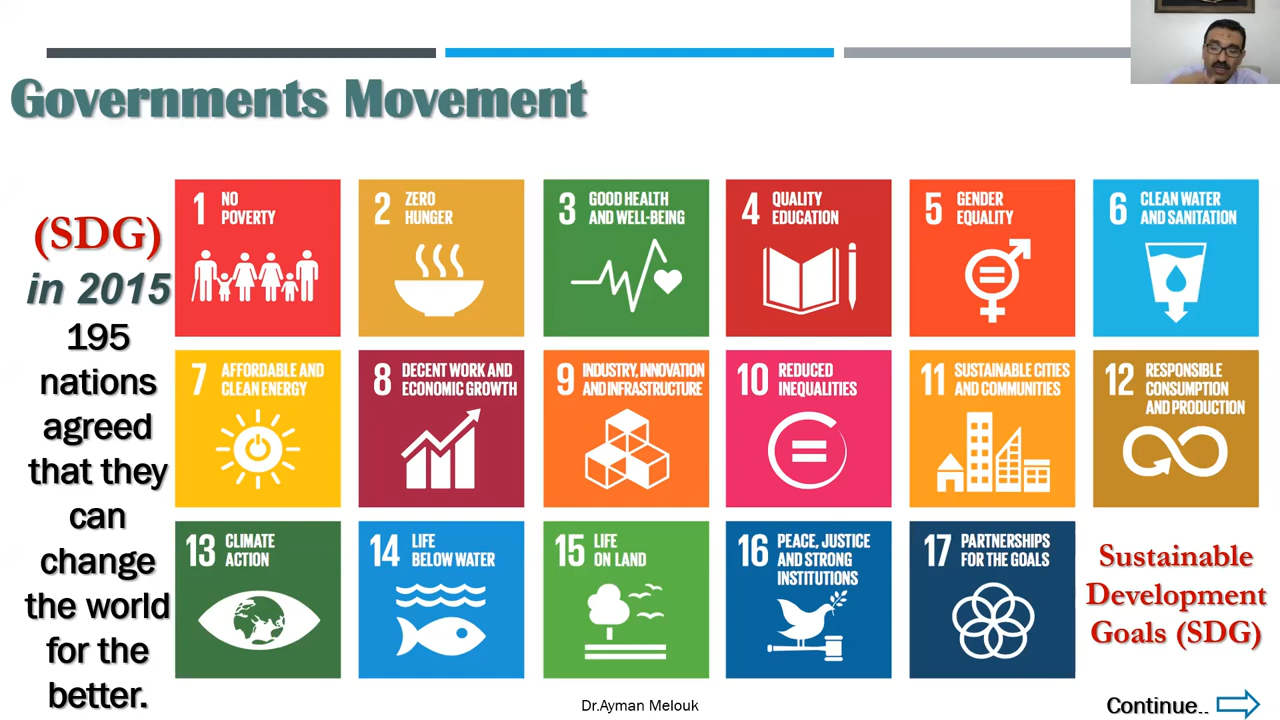 Governments Movement
(SDG)
in 2015
195
nations
agreed
that they
can
change
the world
for the
better.
1 NO
POVERTY
2 ZERO
HUNGER
3 GOOD HEALTH
AND WELL-BEING
4 QUALITY
EDUCATION
5 GENDER
EQUALITY
6 CLEAN WATER
AND SANITATION
7 AFFORDABLE AND
CLEAN ENERGY
8 DECENT WORK AND
ECONOMIC GROWTH
9 INDUSTRY, INNOVATION
AND INFRASTRUCTURE
10 REDUCED
INEQUALITIES
11 SUSTAINABLE CITIES
AND COMMUNITIES
12 RESPONSIBLE
CONSUMPTION
AND PRODUCTION
13 CLIMATE
ACTION
14 LIFE
BELOW WATER
15 LIFE
ON LAND
16 PEACE, JUSTICE
AND STRONG
INSTITUTIONS
17 PARTNERSHIPS
FOR THE GOALS
Sustainable
Development
Goals (SDG)
Dr.Ayman Melouk
Continue..